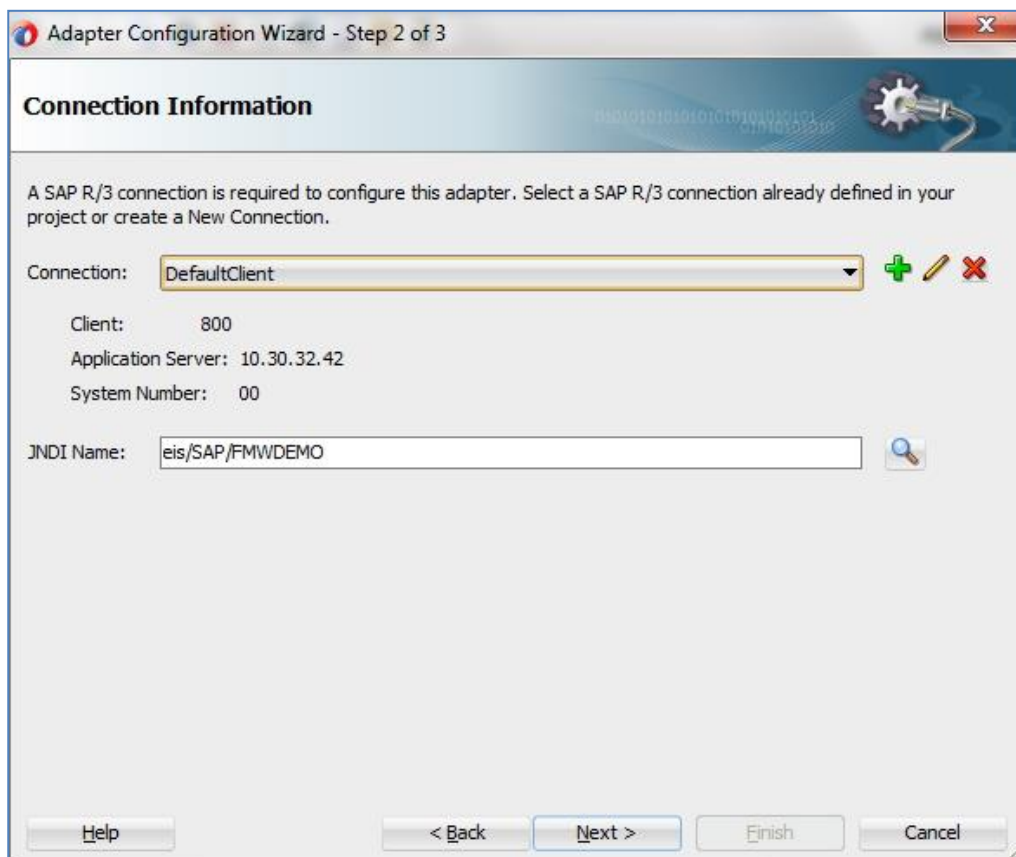 Adapter Configuration Wizard - Step 2 of 3
Connection Information
A SAP R/3 connection is required to configure this adapter. Select a SAP R/3 connection already defined in your
project or create a New Connection.
Connection: DefaultClient
Client: 800
Application Server: 10.30.32.42
System Number: 00
JNDI Name: eis/SAP/FMWDEMO
Help < Back Next > Finish Cancel